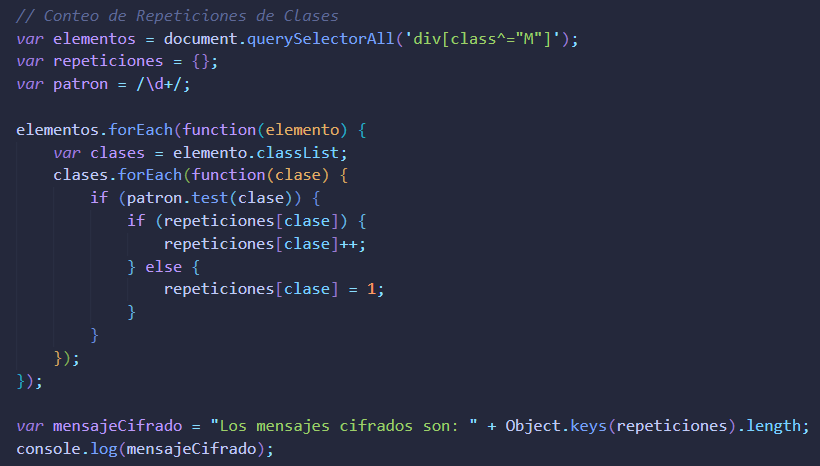 // Conteo de Repeticiones de Clases
var elementos = document.querySelectorAll('div[class^="M"]');
var repeticiones = {};
var patron = /\d+/;

elementos.forEach(function(elemento) {
    var clases = elemento.classList;
    clases.forEach(function(clase) {
        if (patron.test(clase)) {
            if (repeticiones[clase]) {
                repeticiones[clase]++;
            } else {
                repeticiones[clase] = 1;
            }
        }
    });
});

var mensajeCifrado = "Los mensajes cifrados son: " + Object.keys(repeticiones).length;
console.log(mensajeCifrado);